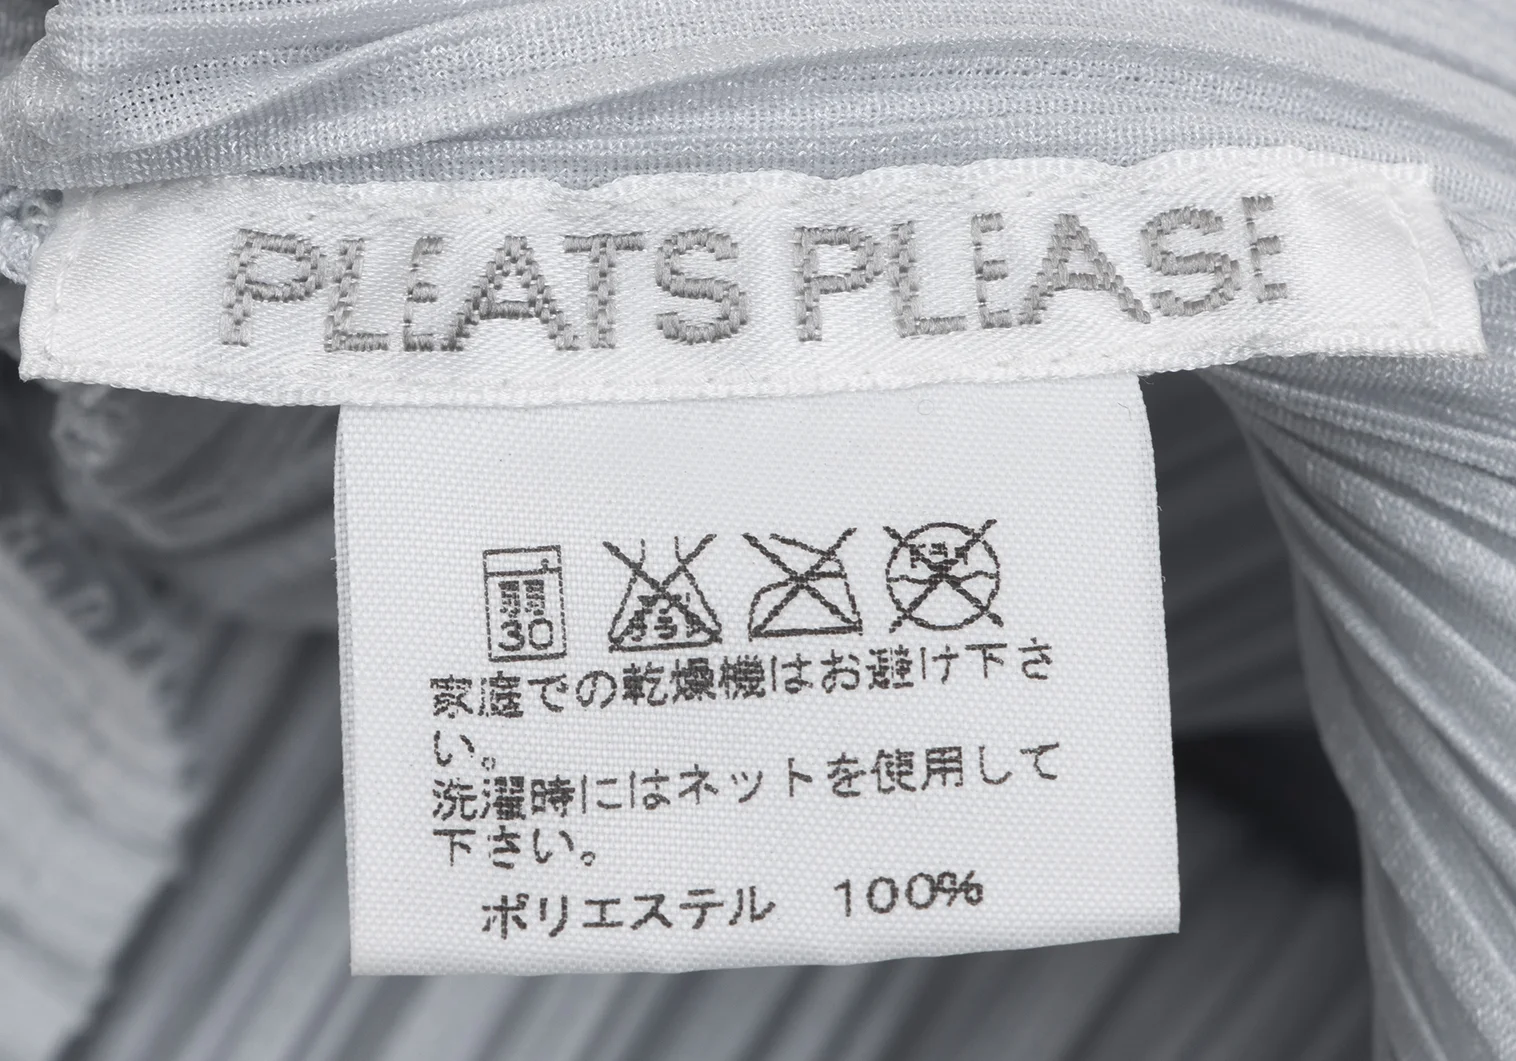 PLEATS PLEASE
30
家庭での乾燥機はお避け下さ
い。
洗濯時にはネットを使用して
下さい。
ポリエステル 100%